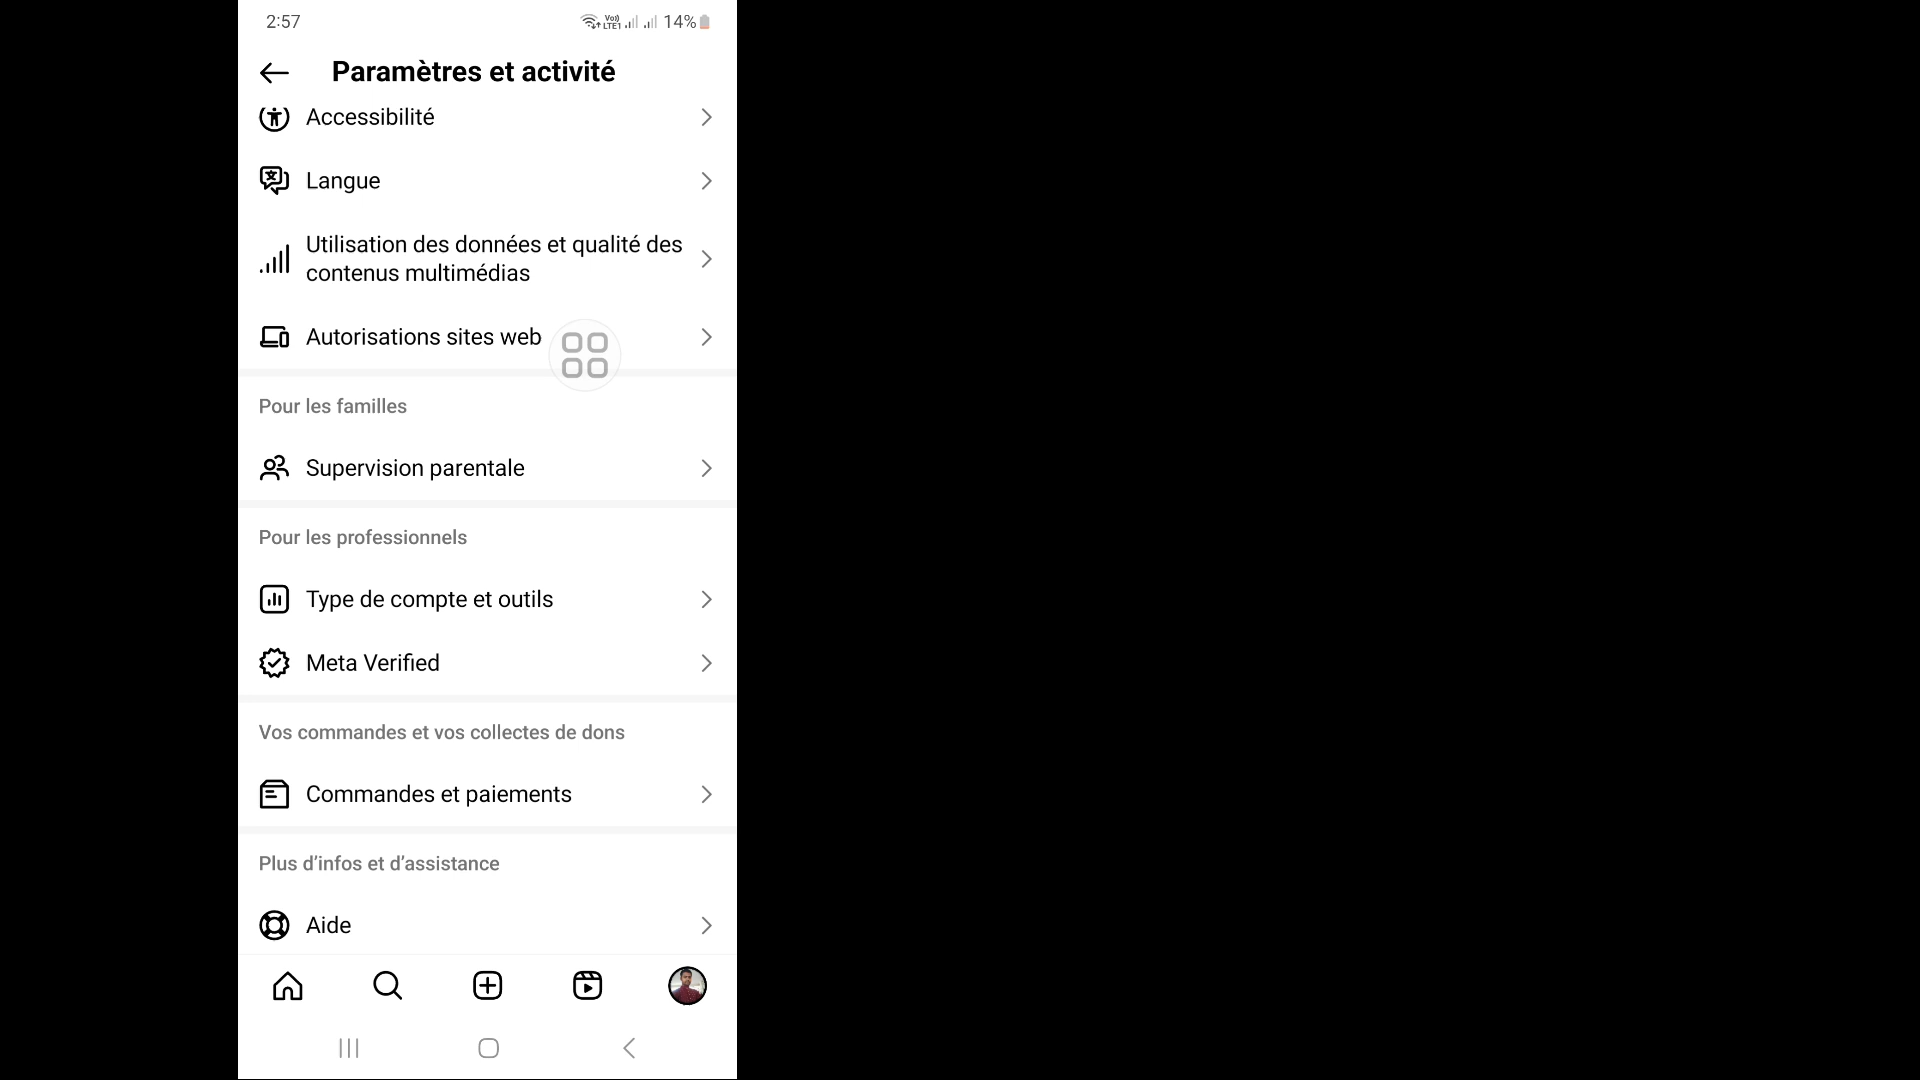 2:57
Vo))
LTE1
14%
Paramètres et activité
Accessibilité
Langue
Utilisation des données et qualité des
contenus multimédias
Autorisations sites web
Pour les familles
Supervision parentale
Pour les professionnels
Type de compte et outils
Meta Verified
Vos commandes et vos collectes de dons
Commandes et paiements
Plus d’infos et d’assistance
Aide